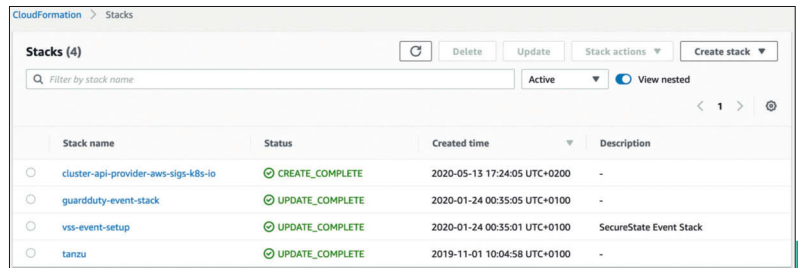 CloudFormation > Stacks
Stacks (4)
Delete Update Stack actions Create stack
Filter by stack name
Active
View nested
< 1 >
Stack name Status Created time Description
cluster-api-provider-aws-sigs-k8s-io CREATE_COMPLETE 2020-05-13 17:24:05 UTC+0200 -
guardduty-event-stack UPDATE_COMPLETE 2020-01-24 00:35:05 UTC+0100 -
vss-event-setup UPDATE_COMPLETE 2020-01-24 00:35:01 UTC+0100 SecureState Event Stack
tanzu UPDATE_COMPLETE 2019-11-01 10:04:58 UTC+0100 -